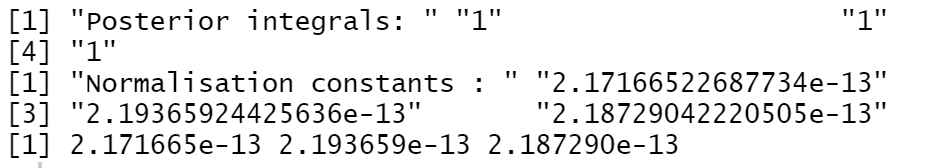 [1] "Posterior integrals: " "1"                     "1"
[4] "1"
[1] "Normalisation constants : " "2.17166522687734e-13"
[3] "2.19365924425636e-13"       "2.18729042220505e-13"
[1] 2.171665e-13 2.193659e-13 2.187290e-13